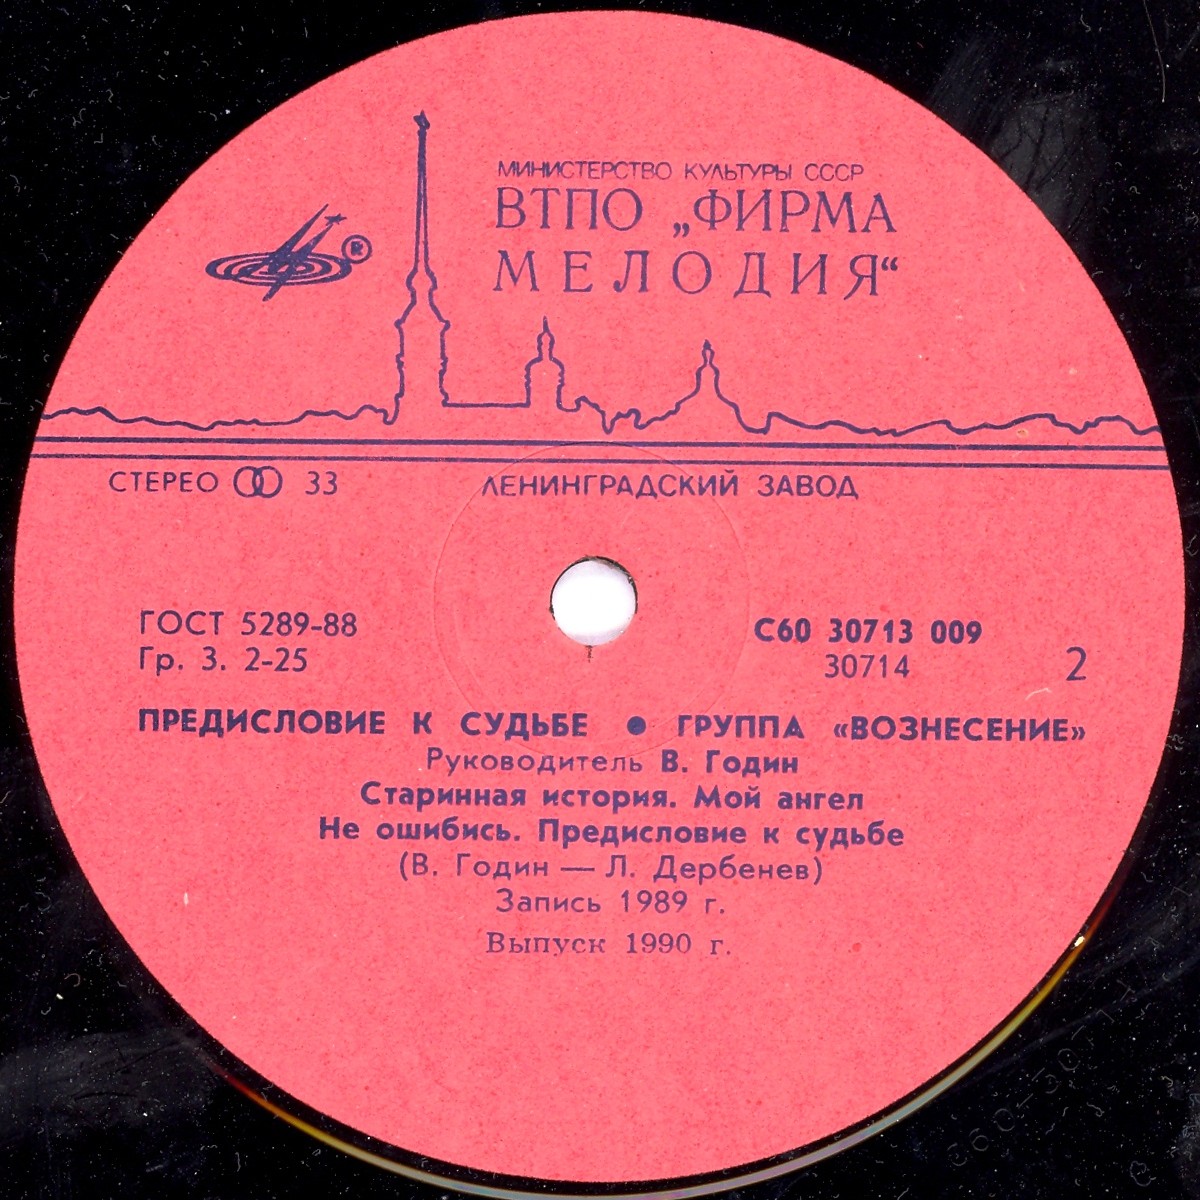 МИНИСТЕРСТВО КУЛЬТУРЫ СССР
ВТПО „ФИРМА
МЕЛОДИЯ“
®
СТЕРЕО 33 ЛЕНИНГРАДСКИЙ ЗАВОД
ГОСТ 5289-88
Гр. 3. 2-25
С60 30713 009
30714
2
ПРЕДИСЛОВИЕ К СУДЬБЕ ● ГРУППА «ВОЗНЕСЕНИЕ»
Руководитель В. Годин
Старинная история. Мой ангел
Не ошибись. Предисловие к судьбе
(В. Годин — Л. Дербенев)
Запись 1989 г.
Выпуск 1990 г.